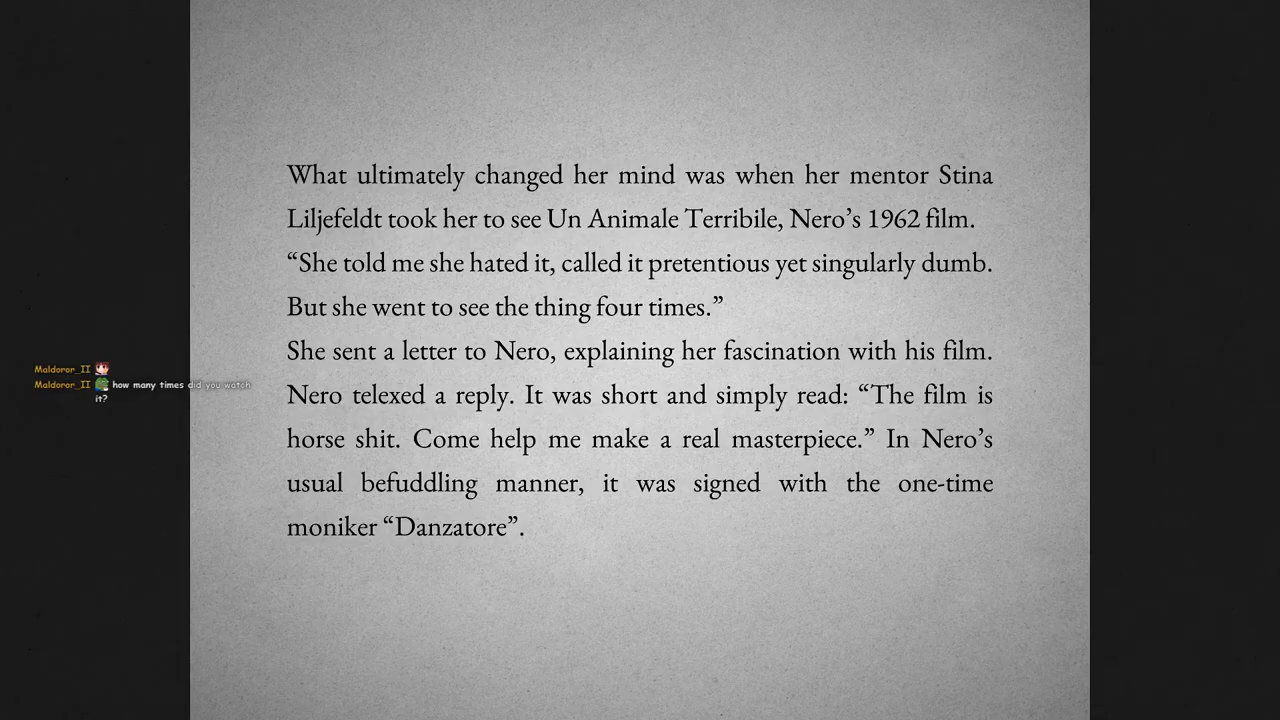 What ultimately changed her mind was when her mentor Stina
Liljefeldt took her to see Un Animale Terribile, Nero’s 1962 film.
“She told me she hated it, called it pretentious yet singularly dumb.
But she went to see the thing four times.”
She sent a letter to Nero, explaining her fascination with his film.
Nero telexed a reply. It was short and simply read: “The film is
horse shit. Come help me make a real masterpiece.” In Nero’s
usual befuddling manner, it was signed with the one-time
moniker “Danzatore”.
Maldoror_II
Maldoror_II how many times did you watch
it?